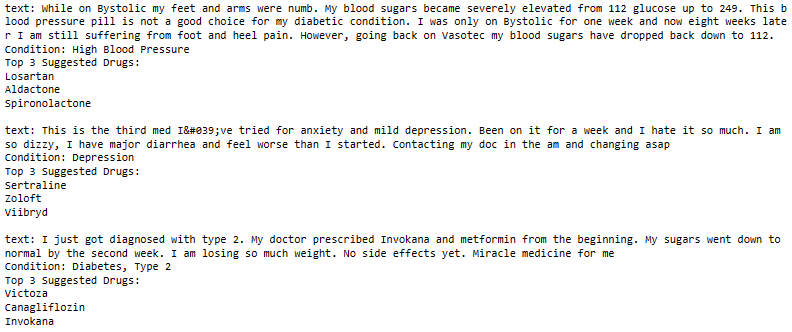 text: While on Bystolic my feet and arms were numb. My blood sugars became severely elevated from 112 glucose up to 249. This b
lood pressure pill is not a good choice for my diabetic condition. I was only on Bystolic for one week and now eight weeks late
r I am still suffering from foot and heel pain. However, going back on Vasotec my blood sugars have dropped back down to 112.
Condition: High Blood Pressure
Top 3 Suggested Drugs:
Losartan
Aldactone
Spironolactone

text: This is the third med I&#039;ve tried for anxiety and mild depression. Been on it for a week and I hate it so much. I am
so dizzy, I have major diarrhea and feel worse than I started. Contacting my doc in the am and changing asap
Condition: Depression
Top 3 Suggested Drugs:
Sertraline
Zoloft
Viibryd

text: I just got diagnosed with type 2. My doctor prescribed Invokana and metformin from the beginning. My sugars went down to
normal by the second week. I am losing so much weight. No side effects yet. Miracle medicine for me
Condition: Diabetes, Type 2
Top 3 Suggested Drugs:
Victoza
Canagliflozin
Invokana